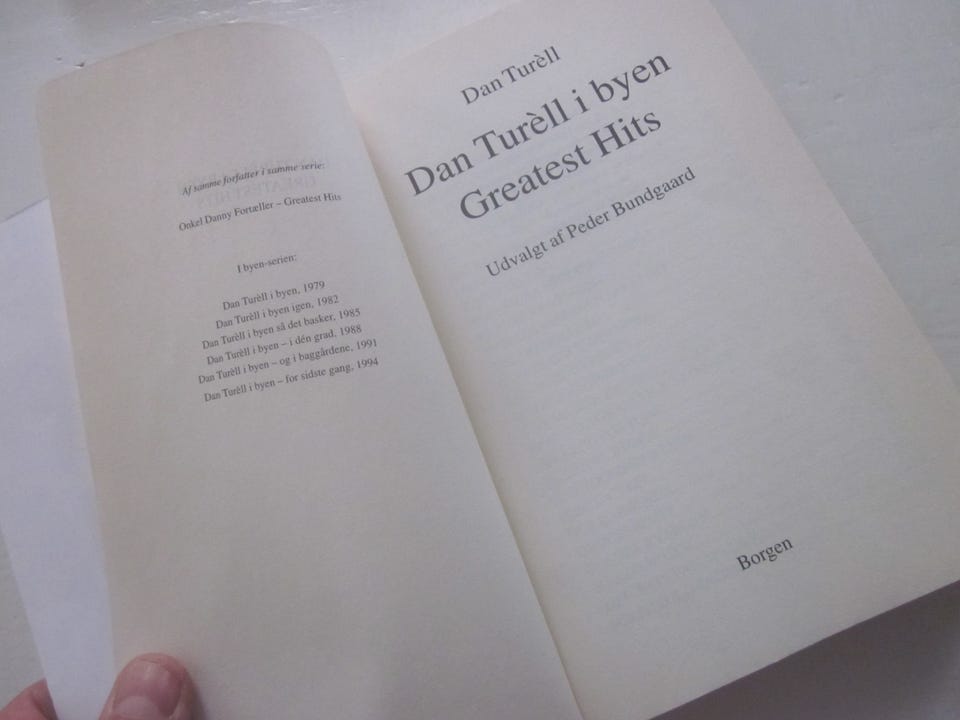 Af samme forfatter i samme serie:
Onkel Danny Fortæller – Greatest Hits
I byen-serien:
Dan Turèll i byen, 1979
Dan Turèll i byen igen, 1982
Dan Turèll i byen så det basker, 1985
Dan Turèll i byen – i dén grad, 1988
Dan Turèll i byen – og i baggårdene, 1991
Dan Turèll i byen – for sidste gang, 1994
Dan Turèll
Dan Turèll i byen
Greatest Hits
Udvalgt af Peder Bundgaard
Borgen